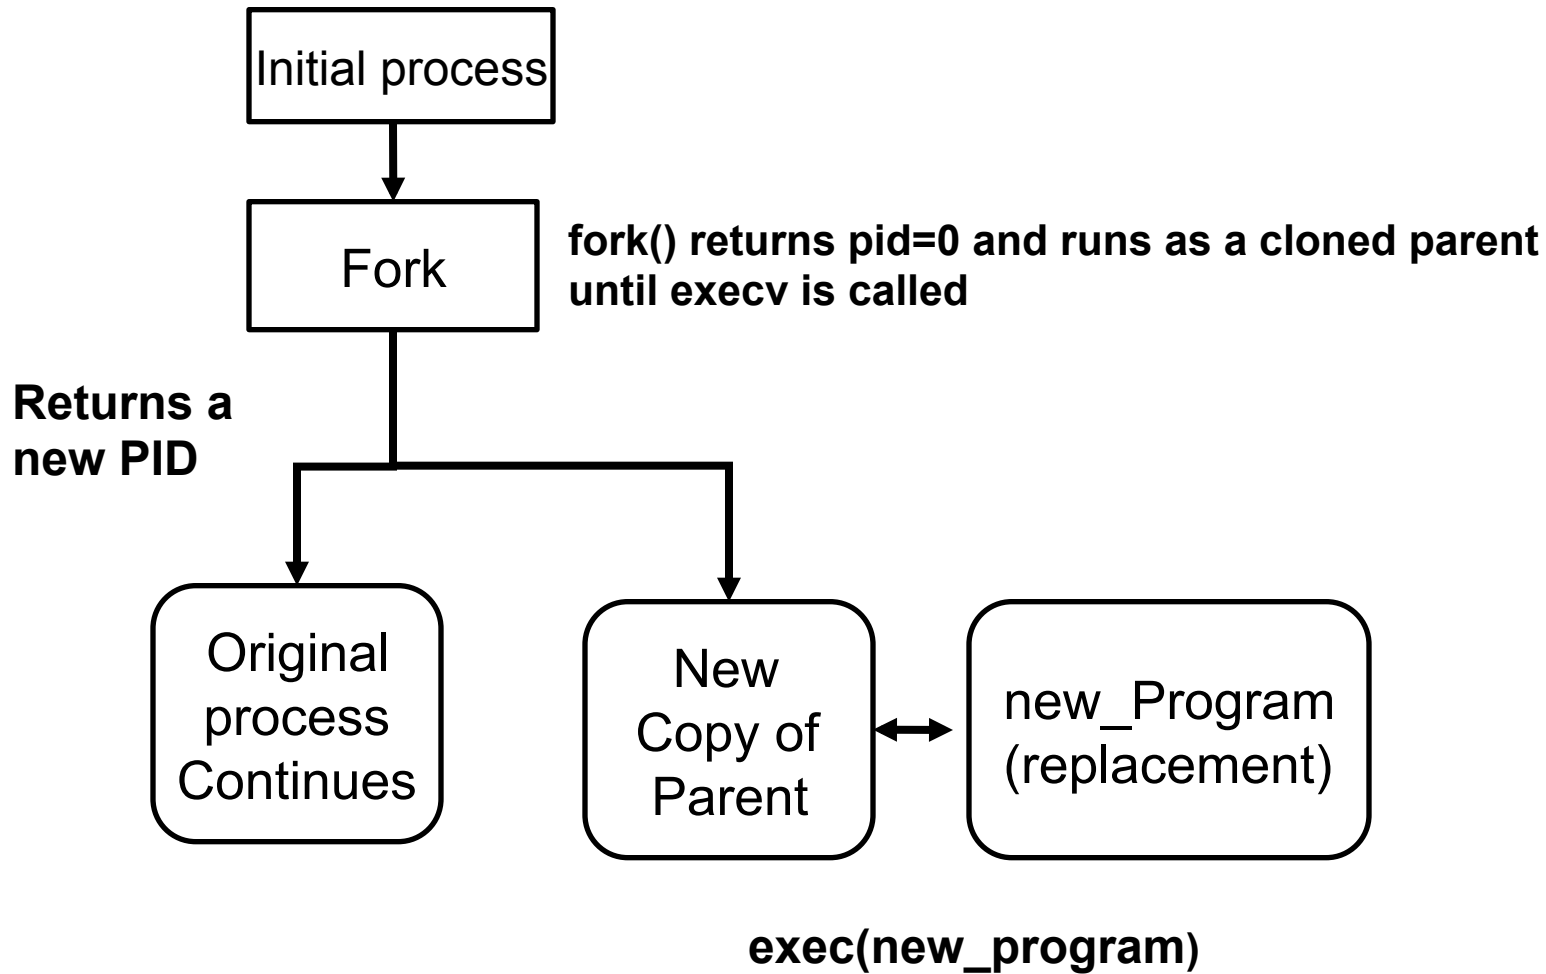 Initial process
Fork
fork() returns pid=0 and runs as a cloned parent
until execv is called
Returns a
new PID
Original
process
Continues
New
Copy of
Parent
new_Program
(replacement)
exec(new_program)